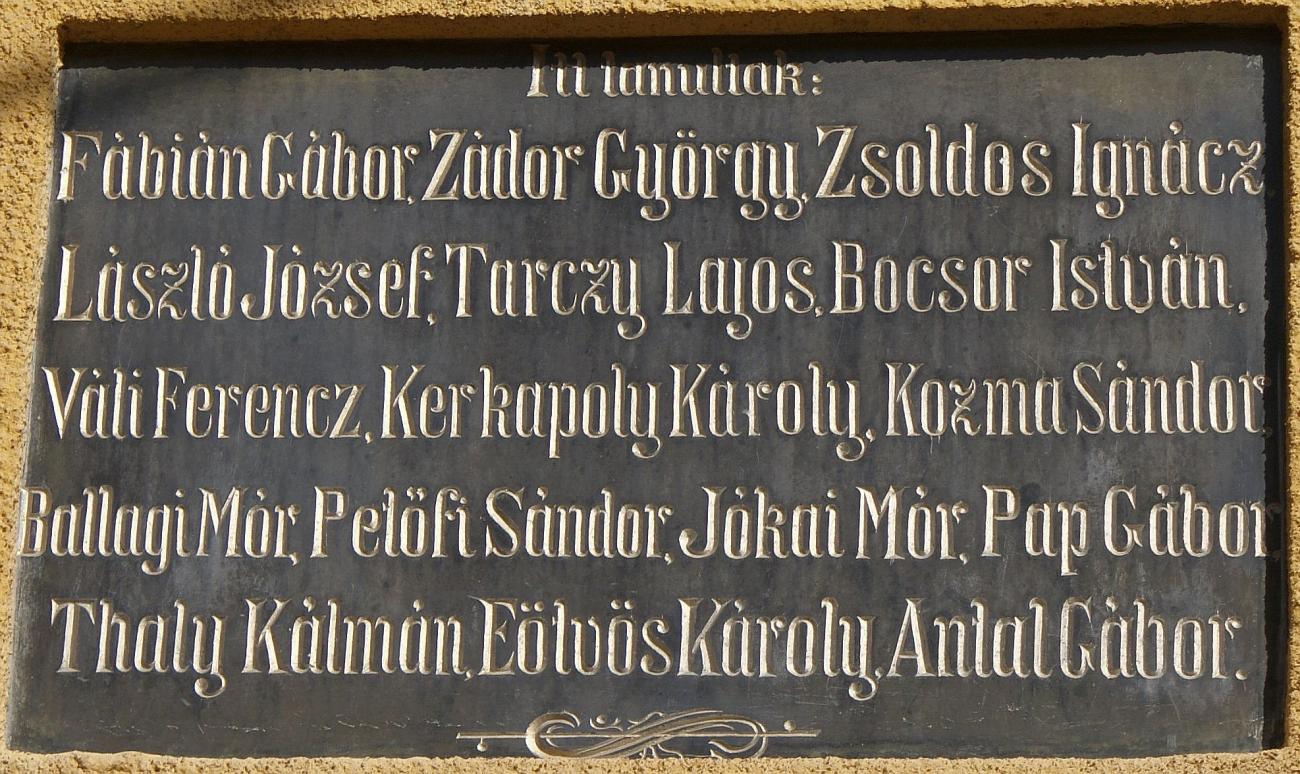 Itt tanultak:
Fábián Gábor, Zádor György, Zsoldos Ignácz
László József, Tarczy Lajos, Bocsor István,
Váli Ferencz, Kerkapoly Károly, Kozma Sándor,
Ballagi Mór, Petőfi Sándor, Jókai Mór, Pap Gábor,
Thaly Kálmán, Eötvös Károly, Antal Gábor.